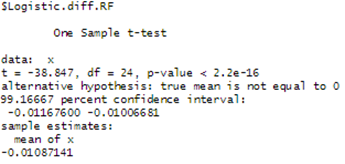 $Logistic.diff.RF
One Sample t-test
data:  x
t = -38.847, df = 24, p-value < 2.2e-16
alternative hypothesis: true mean is not equal to 0
99.16667 percent confidence interval:
-0.01167600 -0.01006681
sample estimates:
mean of x
-0.01087141